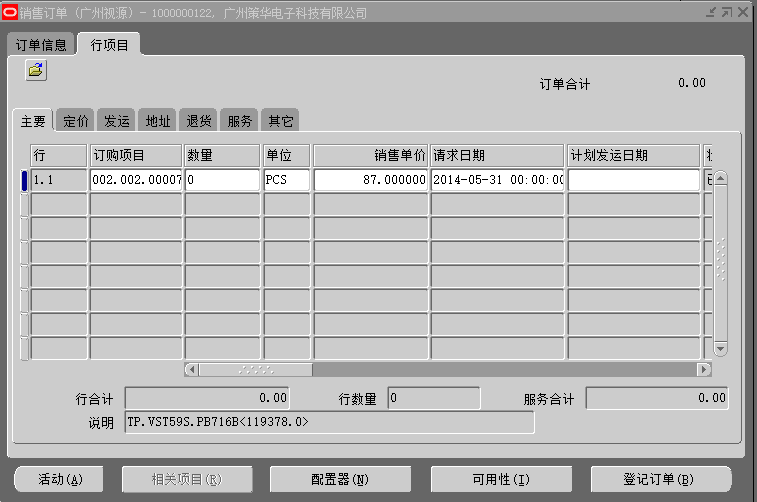 销售订单（广州视源）- 1000000122, 广州策华电子科技有限公司
订单信息 行项目
订单合计 0.00
主要 定价 发运 地址 退货 服务 其它
行 订购项目 数量 单位 销售单价 请求日期 计划发运日期
1.1 002.002.00007 0 PCS 87.000000 2014-05-31 00:00:00
行合计 0.00 行数量 0 服务合计 0.00
说明 TP.VST59S.PB716B<119378.0>
活动(A) 相关项目(R) 配置器(N) 可用性(I) 登记订单(B)